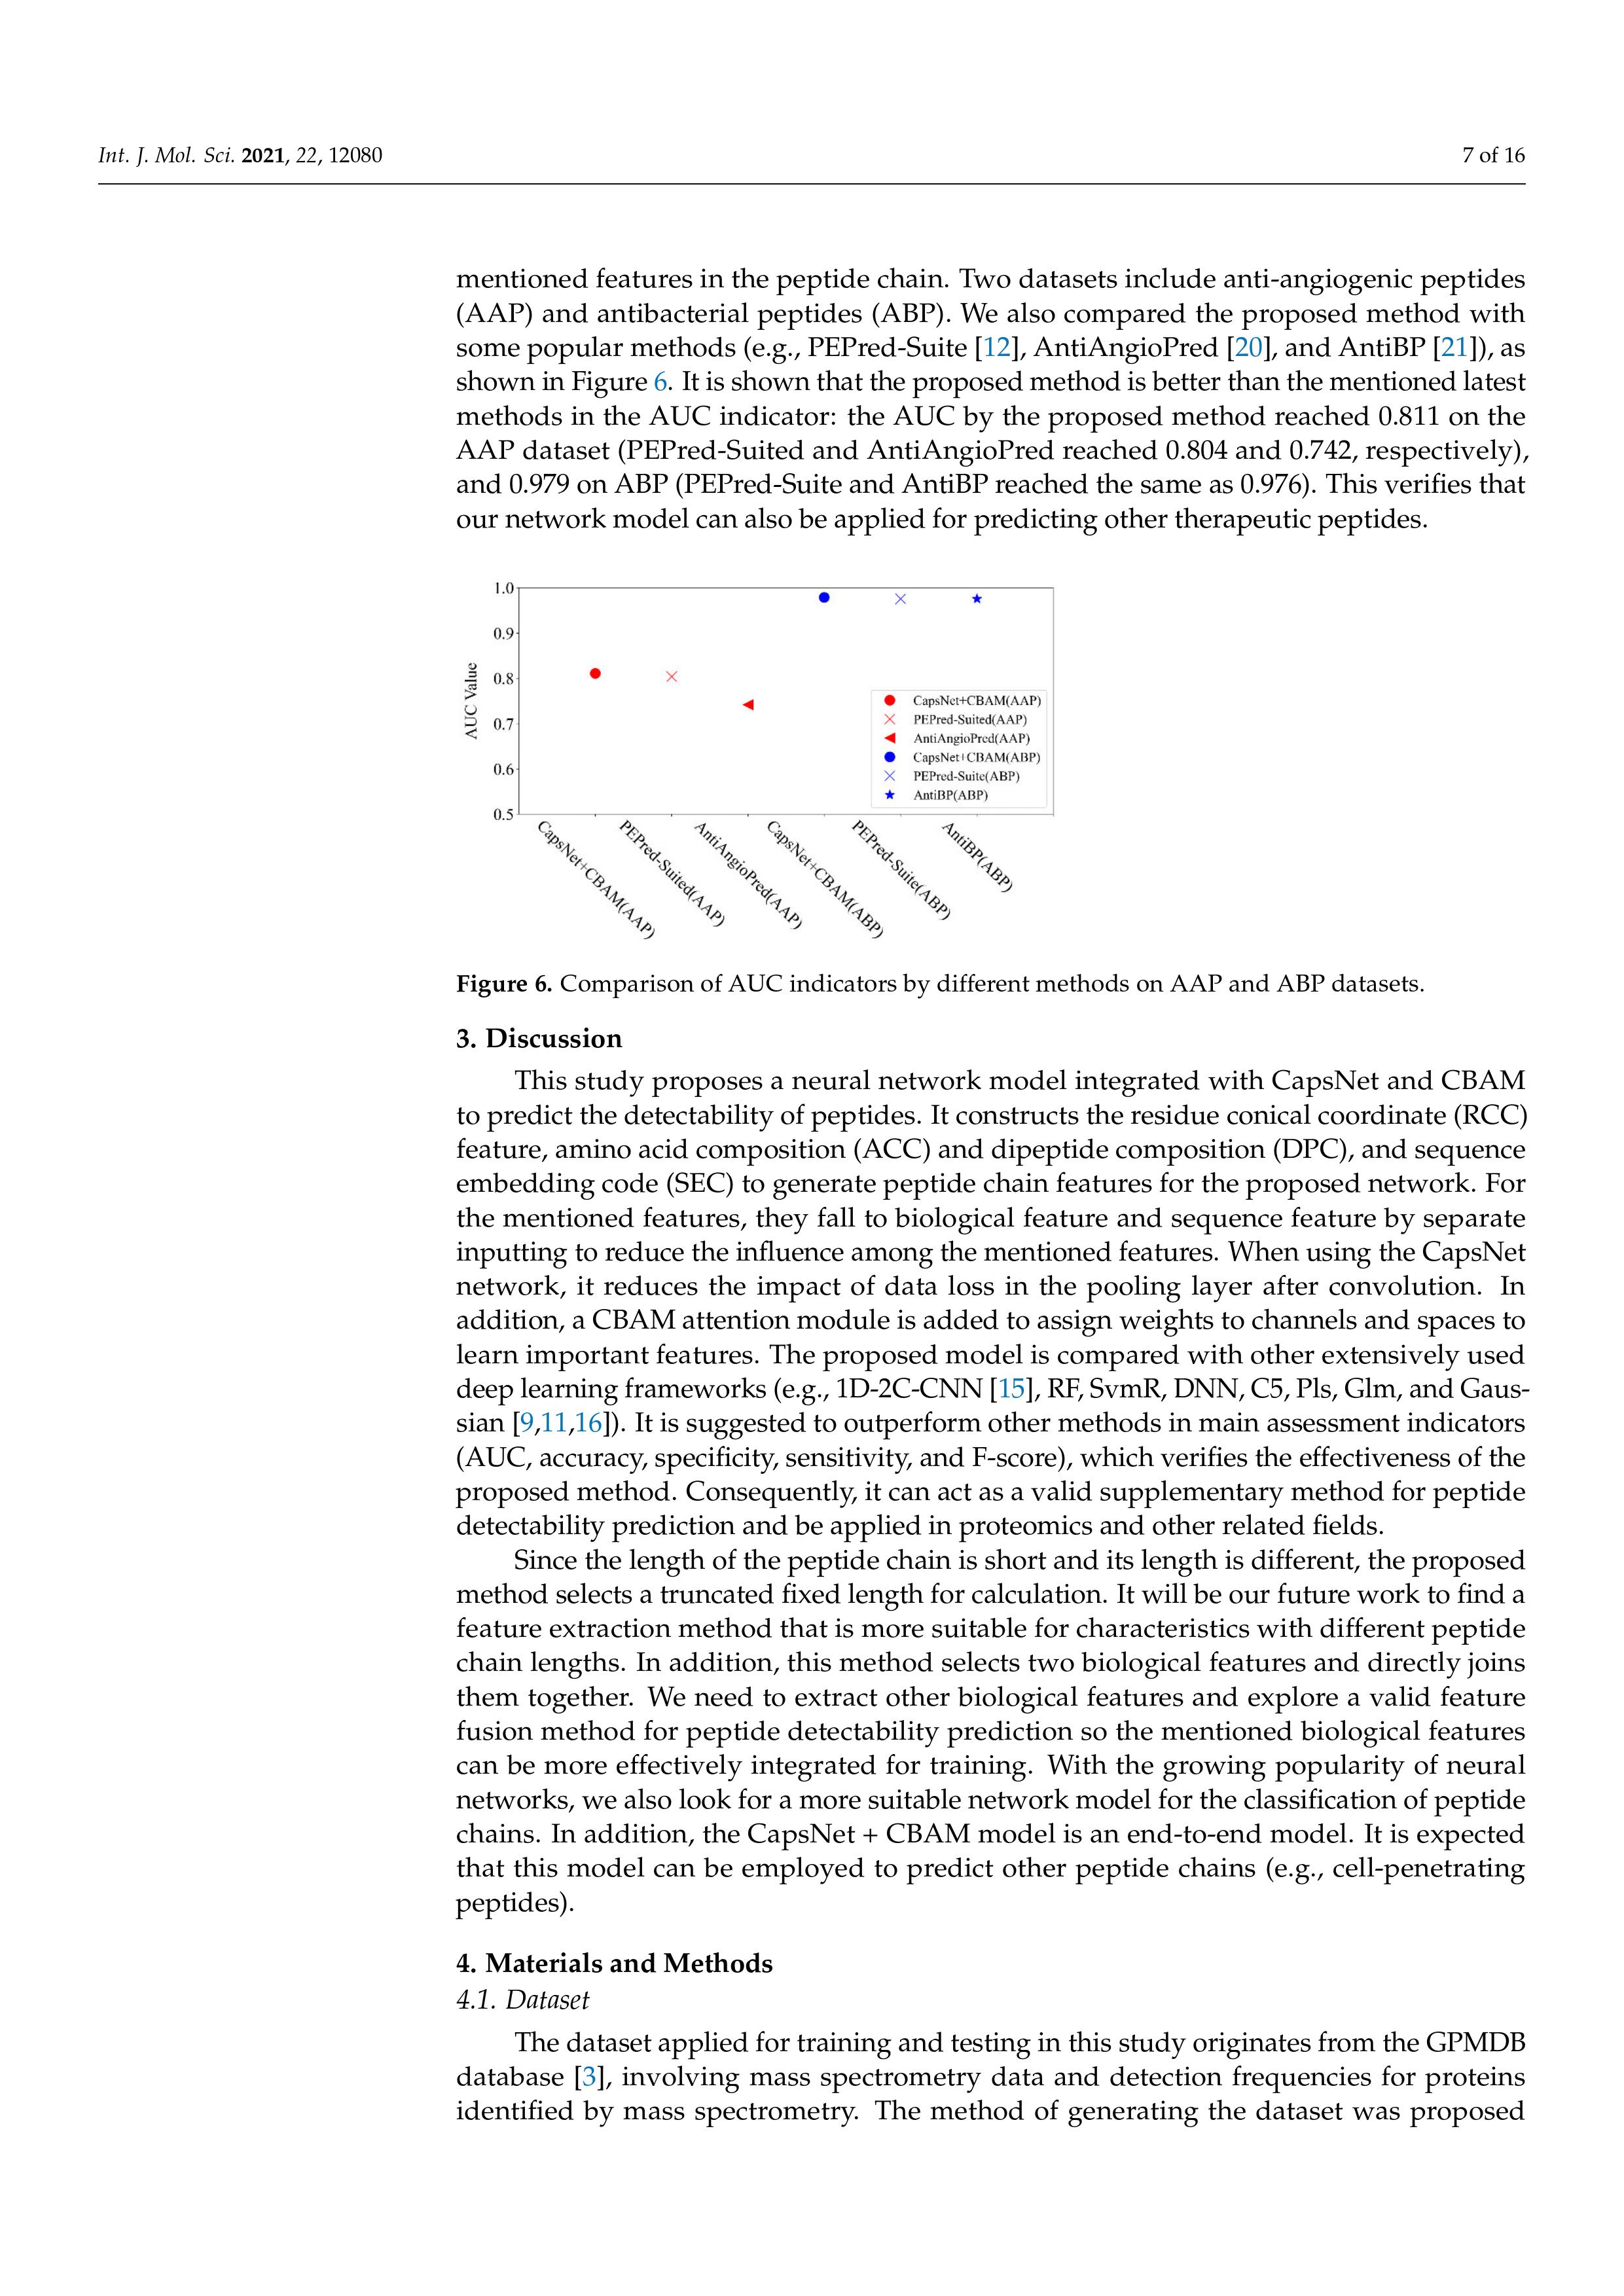 Int. J. Mol. Sci. 2021, 22, 12080
7 of 16
mentioned features in the peptide chain. Two datasets include anti-angiogenic peptides
(AAP) and antibacterial peptides (ABP). We also compared the proposed method with
some popular methods (e.g., PEPred-Suite [12], AntiAngioPred [20], and AntiBP [21]), as
shown in Figure 6. It is shown that the proposed method is better than the mentioned latest
methods in the AUC indicator: the AUC by the proposed method reached 0.811 on the
AAP dataset (PEPred-Suited and AntiAngioPred reached 0.804 and 0.742, respectively),
and 0.979 on ABP (PEPred-Suite and AntiBP reached the same as 0.976). This verifies that
our network model can also be applied for predicting other therapeutic peptides.
1.0
0.9
0.8
0.7
0.6
0.5
AUC Value
CapsNet+CBAM(AAP)
PEPred-Suited(AAP)
AntiAngioPred(AAP)
CapsNet+CBAM(ABP)
PEPred-Suite(ABP)
AntiBP(ABP)
CapsNet+CBAM(AAP)
PEPred-Suited(AAP)
AntiAngioPred(AAP)
CapsNet+CBAM(ABP)
PEPred-Suite(ABP)
AntiBP(ABP)
Figure 6. Comparison of AUC indicators by different methods on AAP and ABP datasets.
3. Discussion
This study proposes a neural network model integrated with CapsNet and CBAM
to predict the detectability of peptides. It constructs the residue conical coordinate (RCC)
feature, amino acid composition (ACC) and dipeptide composition (DPC), and sequence
embedding code (SEC) to generate peptide chain features for the proposed network. For
the mentioned features, they fall to biological feature and sequence feature by separate
inputting to reduce the influence among the mentioned features. When using the CapsNet
network, it reduces the impact of data loss in the pooling layer after convolution. In
addition, a CBAM attention module is added to assign weights to channels and spaces to
learn important features. The proposed model is compared with other extensively used
deep learning frameworks (e.g., 1D-2C-CNN [15], RF, SvmR, DNN, C5, Pls, Glm, and Gaus-
sian [9,11,16]). It is suggested to outperform other methods in main assessment indicators
(AUC, accuracy, specificity, sensitivity, and F-score), which verifies the effectiveness of the
proposed method. Consequently, it can act as a valid supplementary method for peptide
detectability prediction and be applied in proteomics and other related fields.
Since the length of the peptide chain is short and its length is different, the proposed
method selects a truncated fixed length for calculation. It will be our future work to find a
feature extraction method that is more suitable for characteristics with different peptide
chain lengths. In addition, this method selects two biological features and directly joins
them together. We need to extract other biological features and explore a valid feature
fusion method for peptide detectability prediction so the mentioned biological features
can be more effectively integrated for training. With the growing popularity of neural
networks, we also look for a more suitable network model for the classification of peptide
chains. In addition, the CapsNet + CBAM model is an end-to-end model. It is expected
that this model can be employed to predict other peptide chains (e.g., cell-penetrating
peptides).
4. Materials and Methods
4.1. Dataset
The dataset applied for training and testing in this study originates from the GPMDB
database [3], involving mass spectrometry data and detection frequencies for proteins
identified by mass spectrometry. The method of generating the dataset was proposed